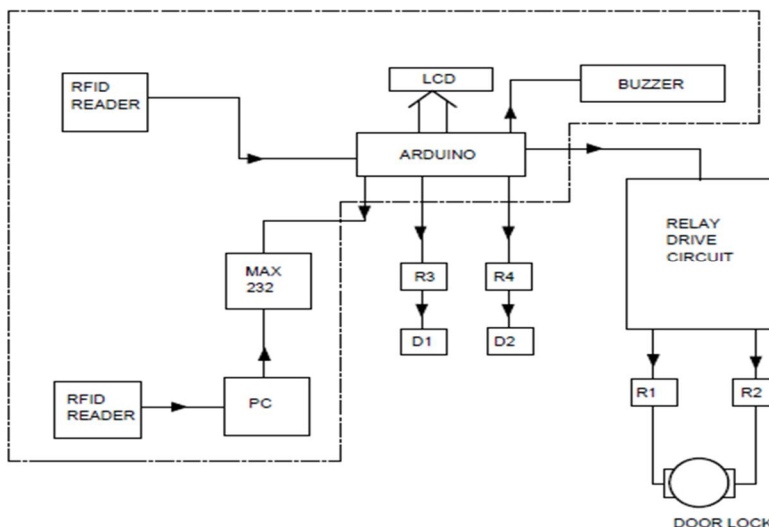 LCD
RFID
READER
BUZZER
ARDUINO
RELAY
DRIVE
CIRCUIT
MAX
232
R3
R4
D1
D2
RFID
READER
PC
R1
R2
DOOR LOCK